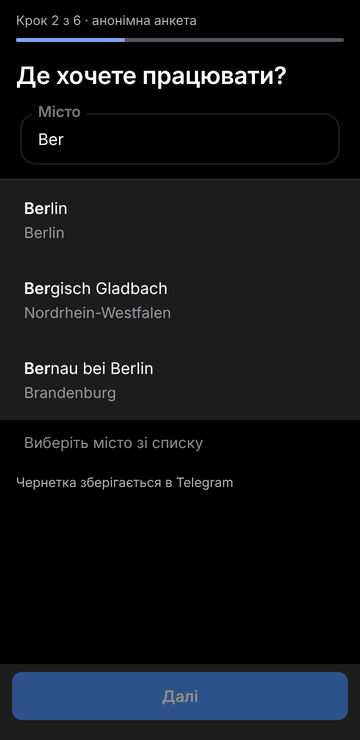 Крок 2 з 6 · анонімна анкета
Де хочете працювати?
Місто
Ber
Berlin
Berlin
Bergisch Gladbach
Nordrhein-Westfalen
Bernau bei Berlin
Brandenburg
Виберіть місто зі списку
Чернетка зберігається в Telegram
Далі